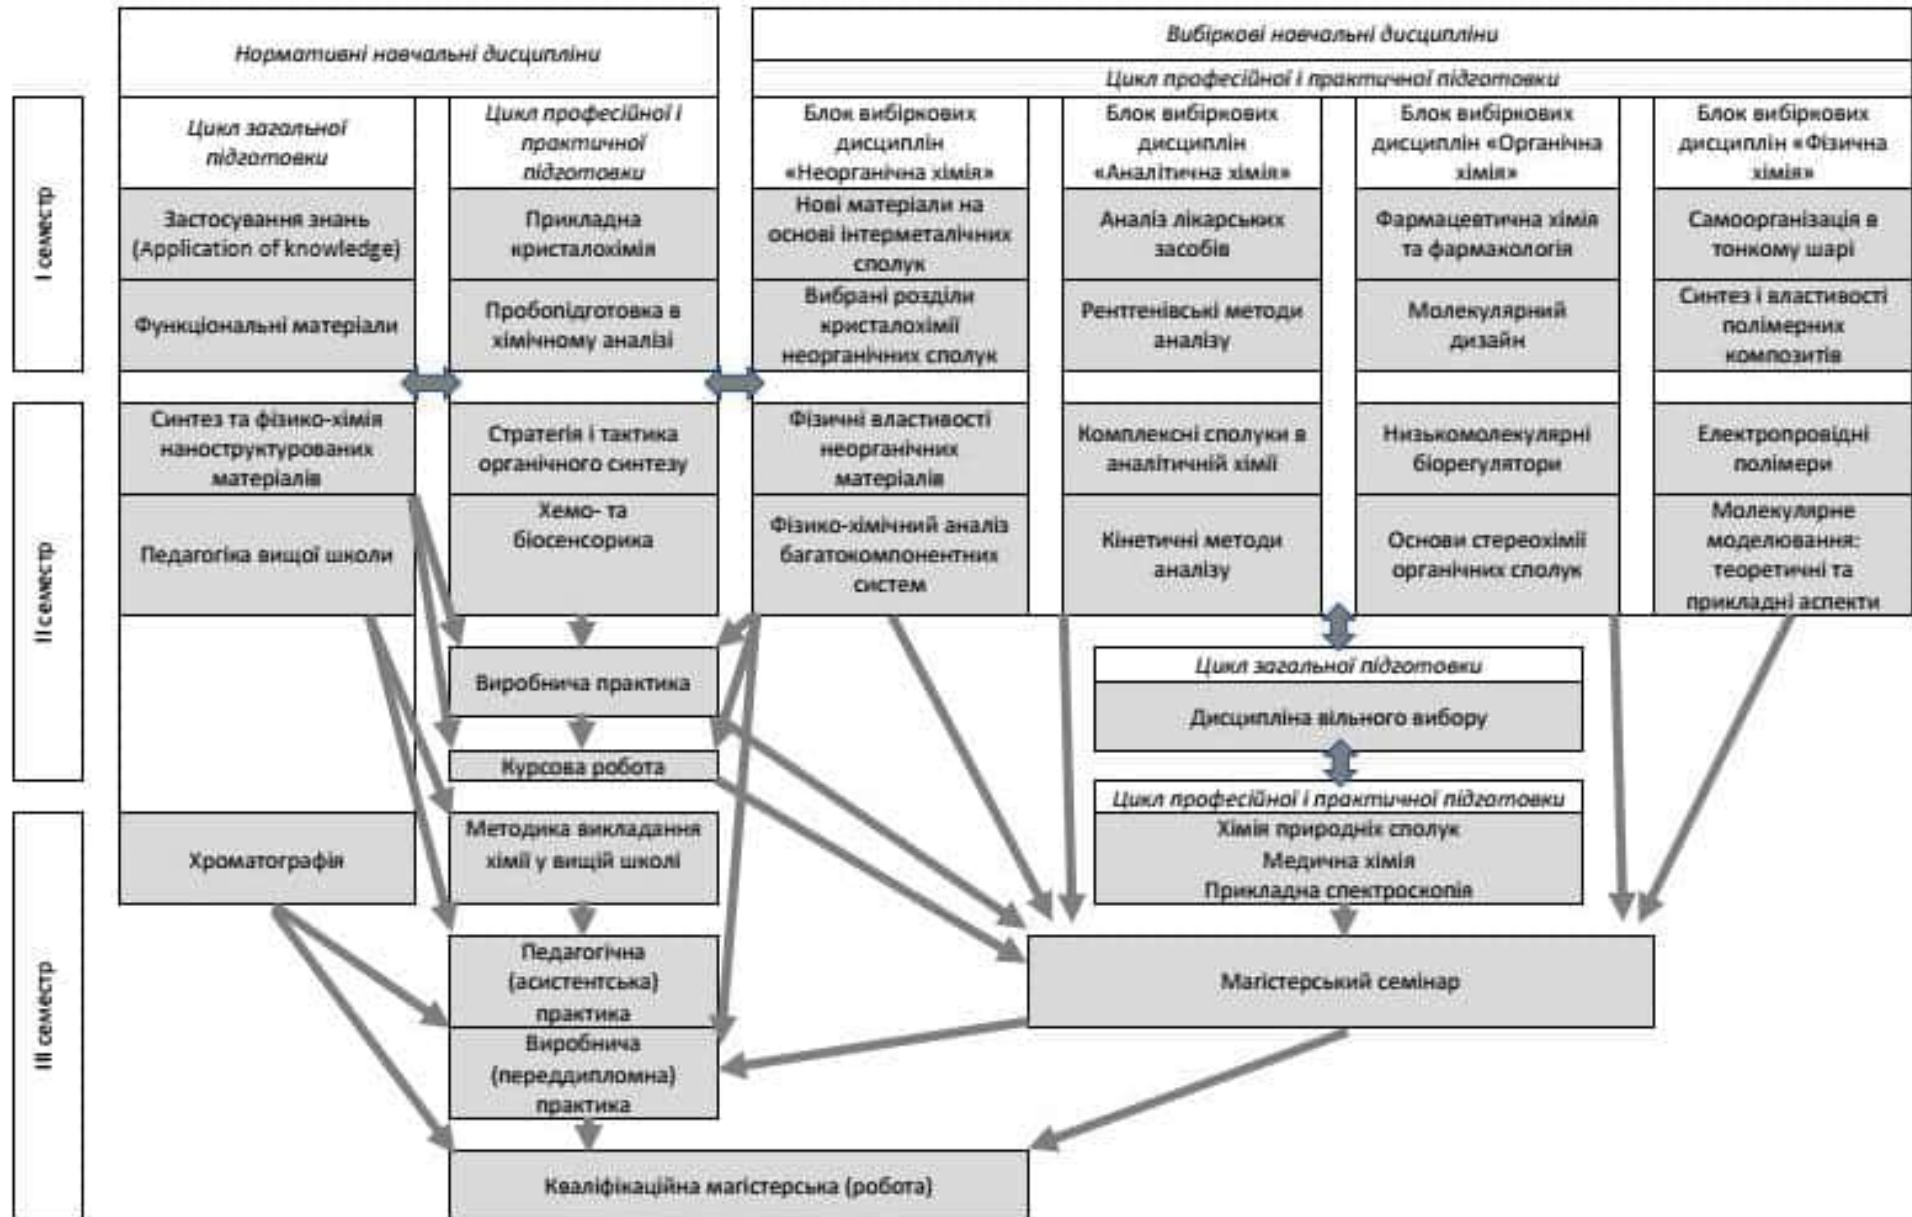 Нормативні навчальні дисципліни
Вибіркові навчальні дисципліни
Цикл професійної і практичної підготовки
Цикл загальної
підготовки
Цикл професійної і
практичної
підготовки
Блок вибіркових
дисциплін
«Неорганічна хімія»
Блок вибіркових
дисциплін
«Аналітична хімія»
Блок вибіркових
дисциплін «Органічна
хімія»
Блок вибіркових
дисциплін «Фізична
хімія»
І семестр
Застосування знань
(Application of knowledge)
Прикладна
кристалохімія
Нові матеріали на
основі інтерметалічних
сполук
Аналіз лікарських
засобів
Фармацевтична хімія
та фармакологія
Самоорганізація в
тонкому шарі
Функціональні матеріали
Пробопідготовка в
хімічному аналізі
Вибрані розділи
кристалохімії
неорганічних сполук
Рентгенівські методи
аналізу
Молекулярний
дизайн
Синтез і властивості
полімерних
композитів
ІІ семестр
Синтез та фізико-хімія
наноструктурованих
матеріалів
Стратегія і тактика
органічного синтезу
Фізичні властивості
неорганічних
матеріалів
Комплексні сполуки в
аналітичній хімії
Низькомолекулярні
біорегулятори
Електропровідні
полімери
Педагогіка вищої школи
Хемо- та
біосенсорика
Фізико-хімічний аналіз
багатокомпонентних
систем
Кінетичні методи
аналізу
Основи стереохімії
органічних сполук
Молекулярне
моделювання:
теоретичні та
прикладні аспекти
Виробнича практика
Цикл загальної підготовки
Дисципліна вільного вибору
Курсова робота
Цикл професійної і практичної підготовки
ІІІ семестр
Хроматографія
Методика викладання
хімії у вищій школі
Хімія природніх сполук
Медична хімія
Прикладна спектроскопія
Педагогічна
(асистентська)
практика
Магістерський семінар
Виробнича
(переддипломна)
практика
Кваліфікаційна магістерська (робота)